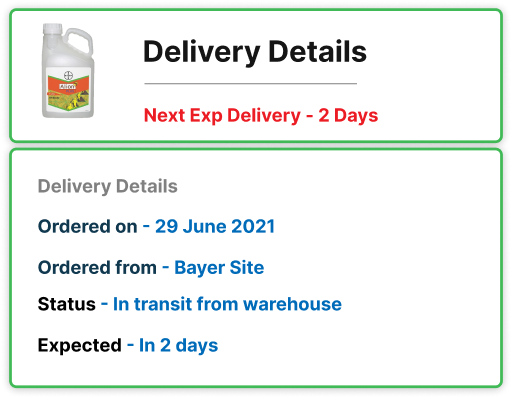 Delivery Details
Next Exp Delivery - 2 Days
Delivery Details
Ordered on - 29 June 2021
Ordered from - Bayer Site
Status - In transit from warehouse
Expected - In 2 days